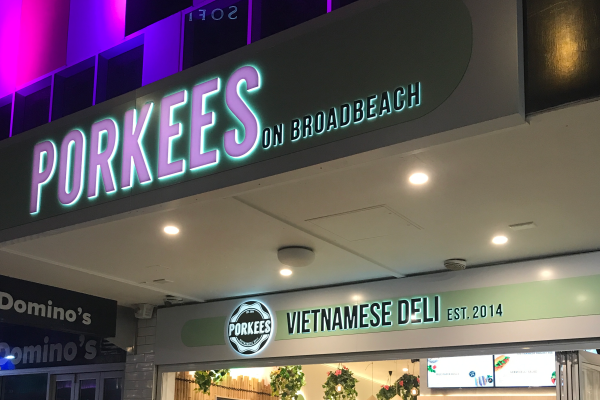 SOFI
PORKEES ON BROADBEACH
Domino's
Domino's
PORKEES
VIETNAMESE DELI EST. 2014